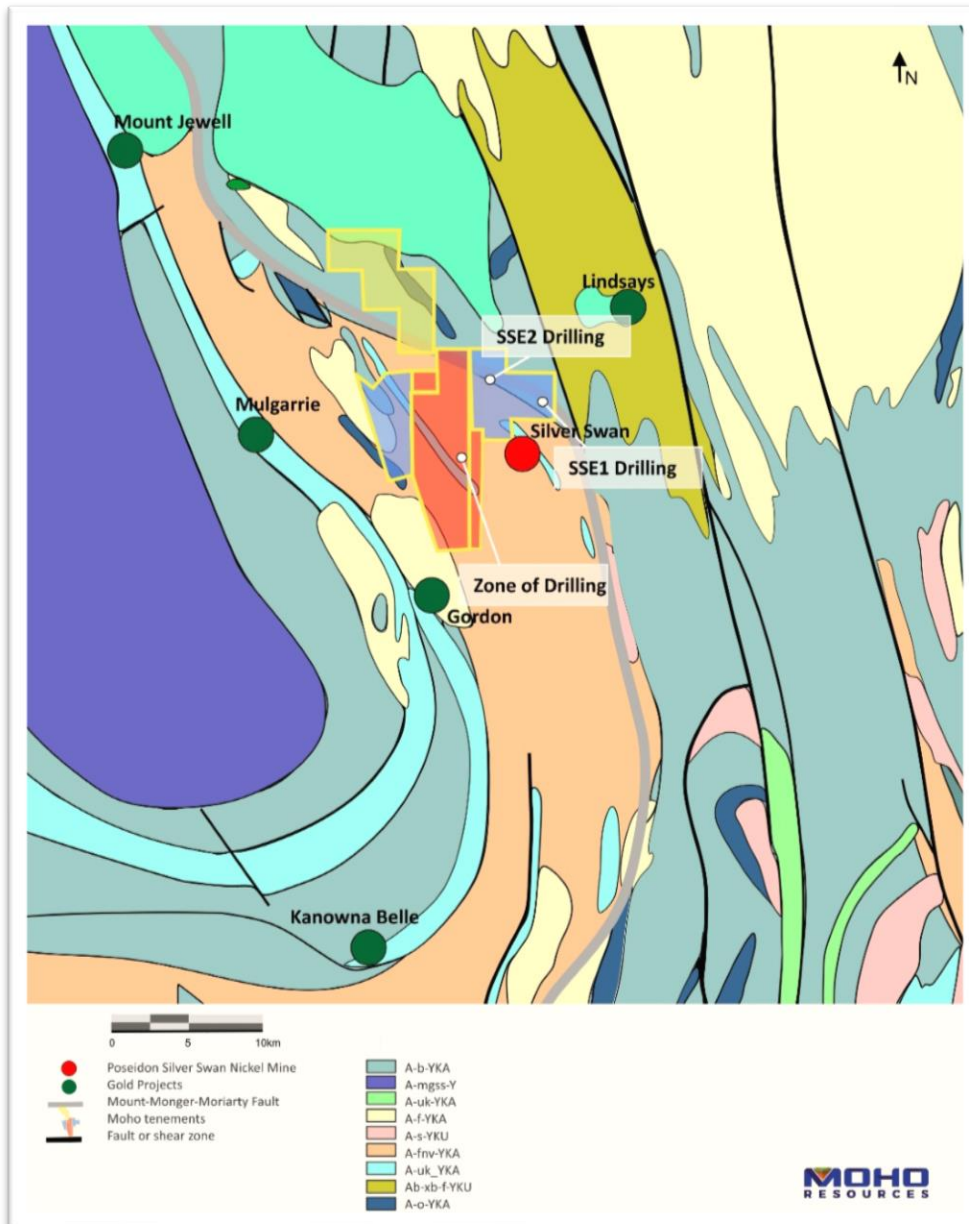 N
Mount Jewell
Lindsays
SSE2 Drilling
Mulgarrie
Silver Swan
SSE1 Drilling
Zone of Drilling
Gordon
Kanowna Belle
0 5 10km
Poseidon Silver Swan Nickel Mine
Gold Projects
Mount-Monger-Moriarty Fault
Moho tenements
Fault or shear zone
A-b-YKA
A-mgss-Y
A-uk-YKA
A-f-YKA
A-s-YKU
A-fnv-YKA
A-uk_YKA
Ab-xb-f-YKU
A-o-YKA
MOHO
RESOURCES